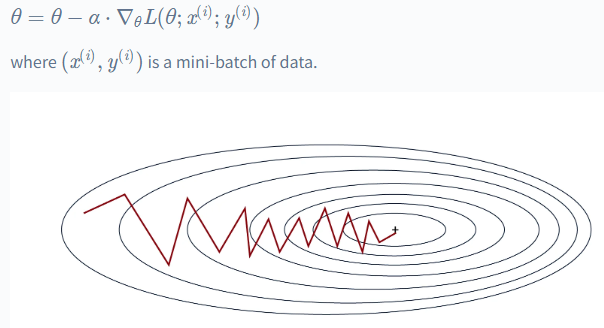 θ = θ − α · ∇θL(θ; x(i); y(i))
where (x(i), y(i)) is a mini-batch of data.